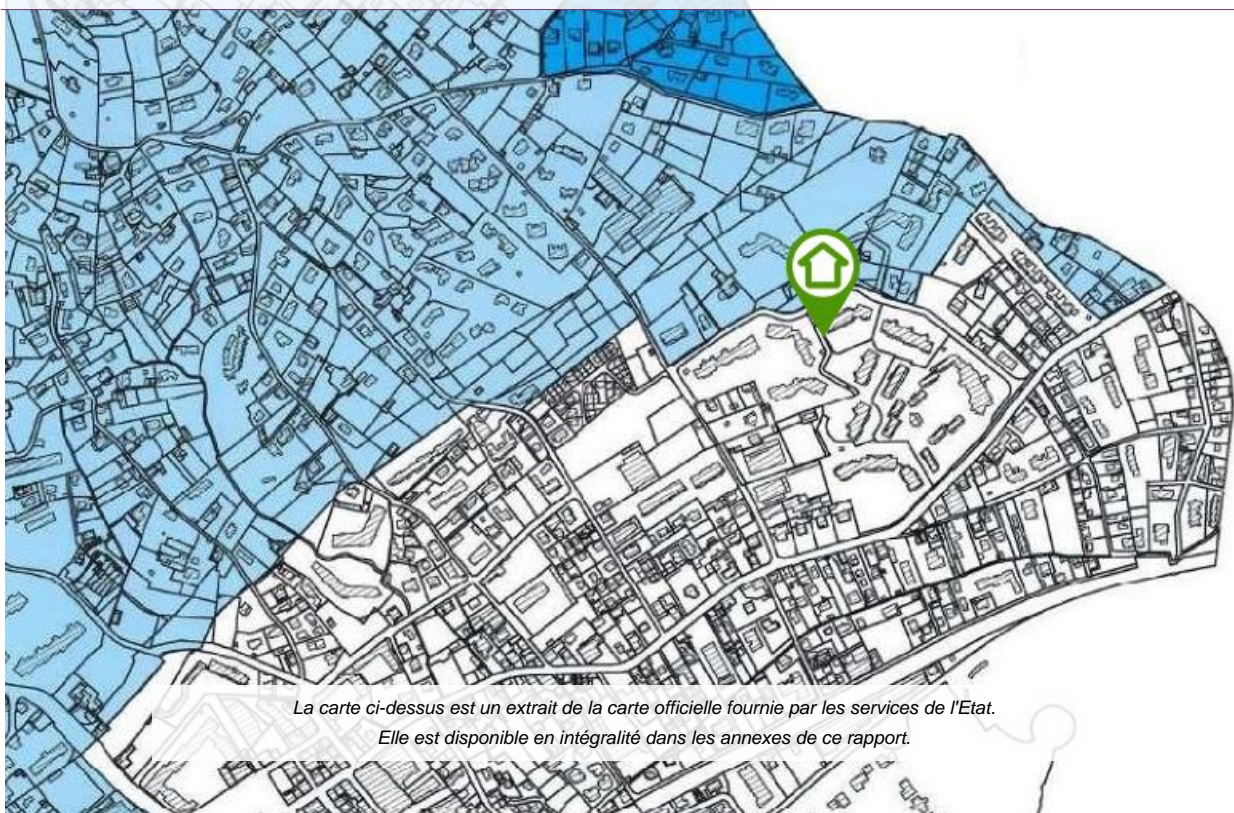 La carte ci-dessus est un extrait de la carte officielle fournie par les services de l'Etat.
Elle est disponible en intégralité dans les annexes de ce rapport.